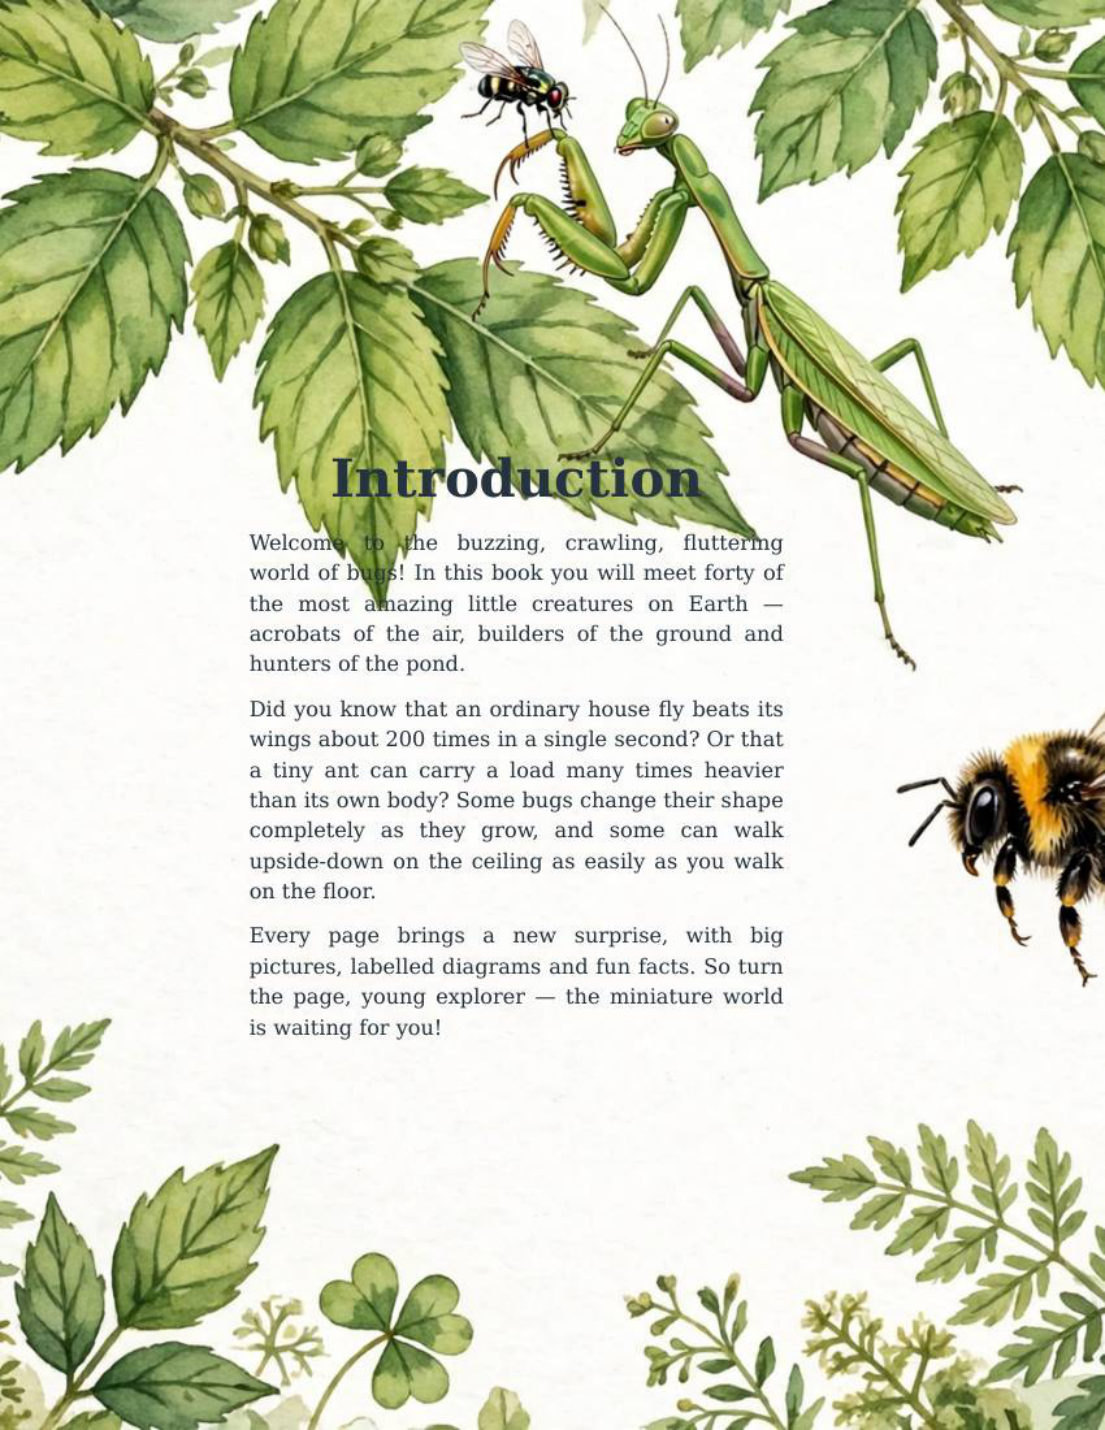 Introduction
Welcome to the buzzing, crawling, fluttering
world of bugs! In this book you will meet forty of
the most amazing little creatures on Earth —
acrobats of the air, builders of the ground and
hunters of the pond.
Did you know that an ordinary house fly beats its
wings about 200 times in a single second? Or that
a tiny ant can carry a load many times heavier
than its own body? Some bugs change their shape
completely as they grow, and some can walk
upside-down on the ceiling as easily as you walk
on the floor.
Every page brings a new surprise, with big
pictures, labelled diagrams and fun facts. So turn
the page, young explorer — the miniature world
is waiting for you!